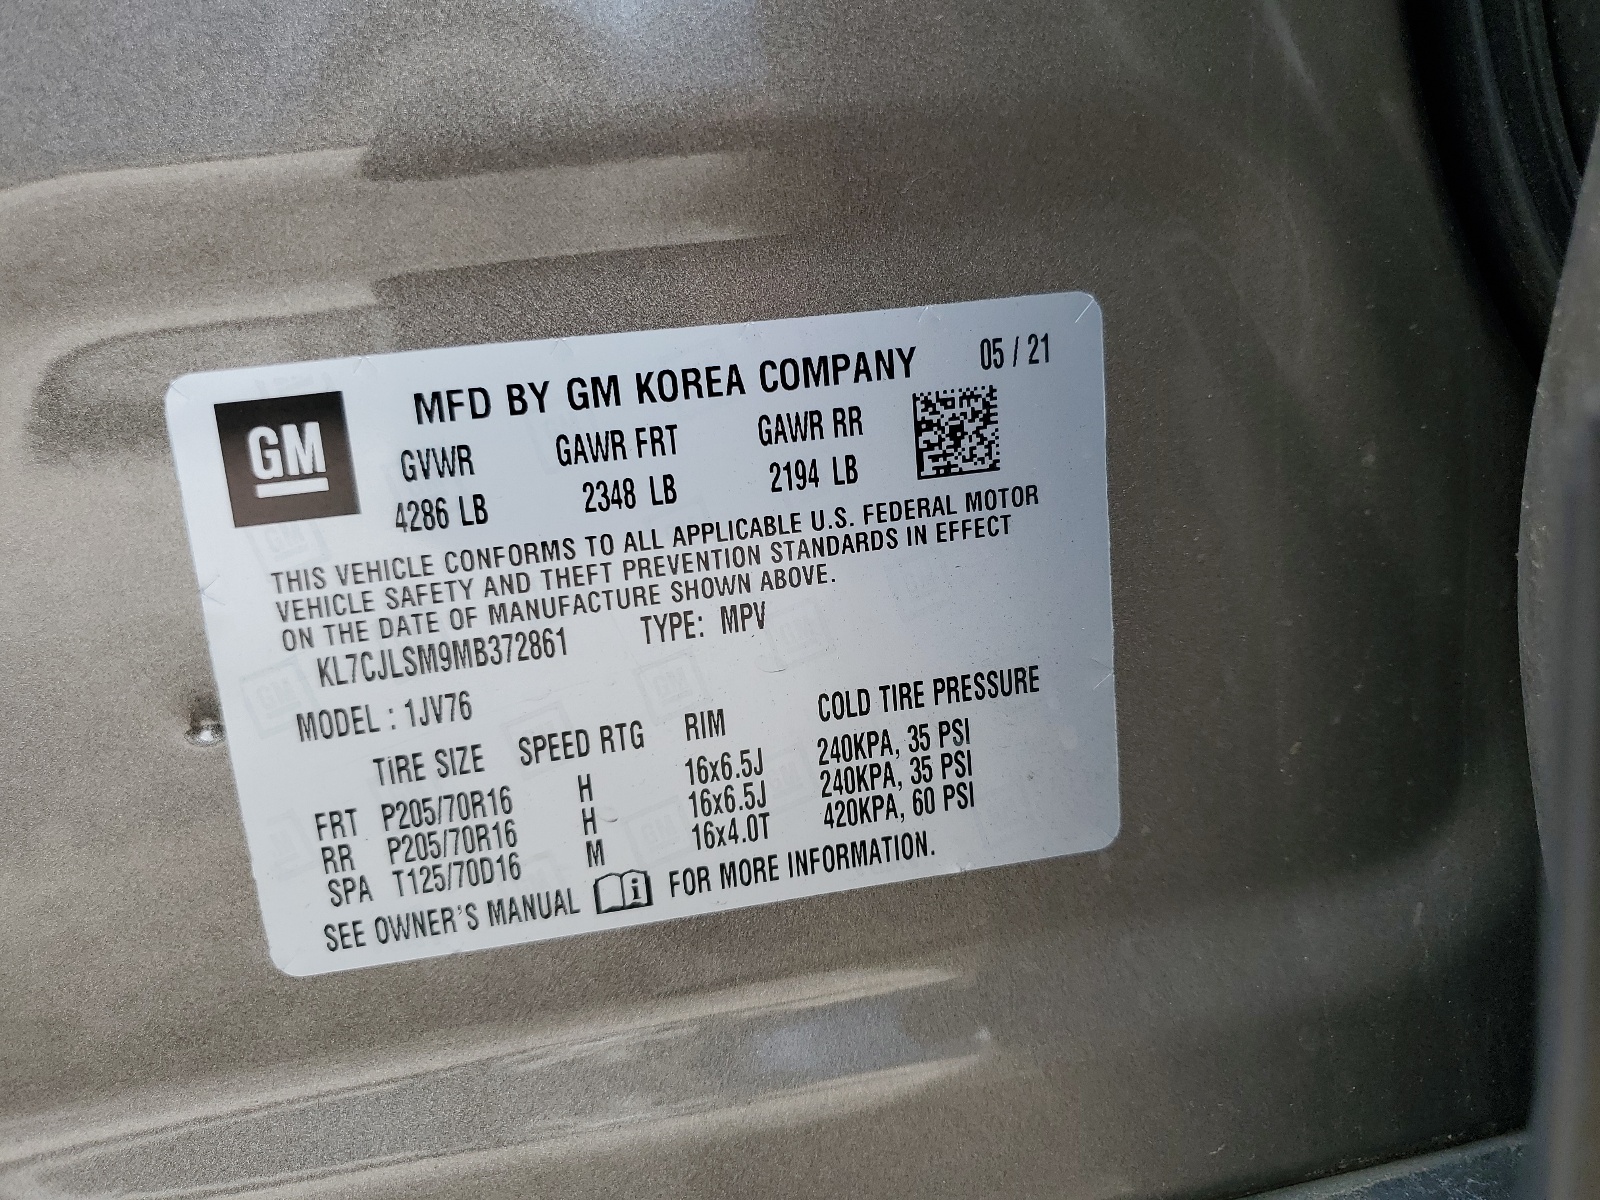 MFD BY GM KOREA COMPANY 05 / 21
GM
GVWR GAWR FRT GAWR RR
4286 LB 2348 LB 2194 LB
THIS VEHICLE CONFORMS TO ALL APPLICABLE U.S. FEDERAL MOTOR
VEHICLE SAFETY AND THEFT PREVENTION STANDARDS IN EFFECT
ON THE DATE OF MANUFACTURE SHOWN ABOVE.
KL7CJLSM9MB372861 TYPE: MPV
MODEL : 1JV76
TIRE SIZE SPEED RTG RIM COLD TIRE PRESSURE
FRT P205/70R16 H 16x6.5J 240KPA, 35 PSI
RR P205/70R16 H 16x6.5J 240KPA, 35 PSI
SPA T125/70D16 M 16x4.0T 420KPA, 60 PSI
SEE OWNER'S MANUAL i FOR MORE INFORMATION.